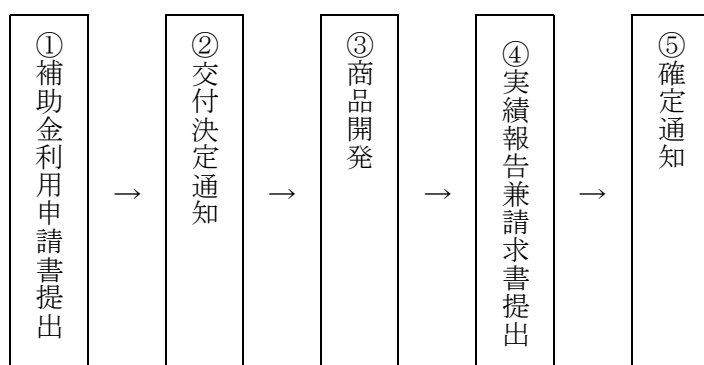 ①補助金利用申請書提出
→
②交付決定通知
→
③商品開発
→
④実績報告兼請求書提出
→
⑤確定通知